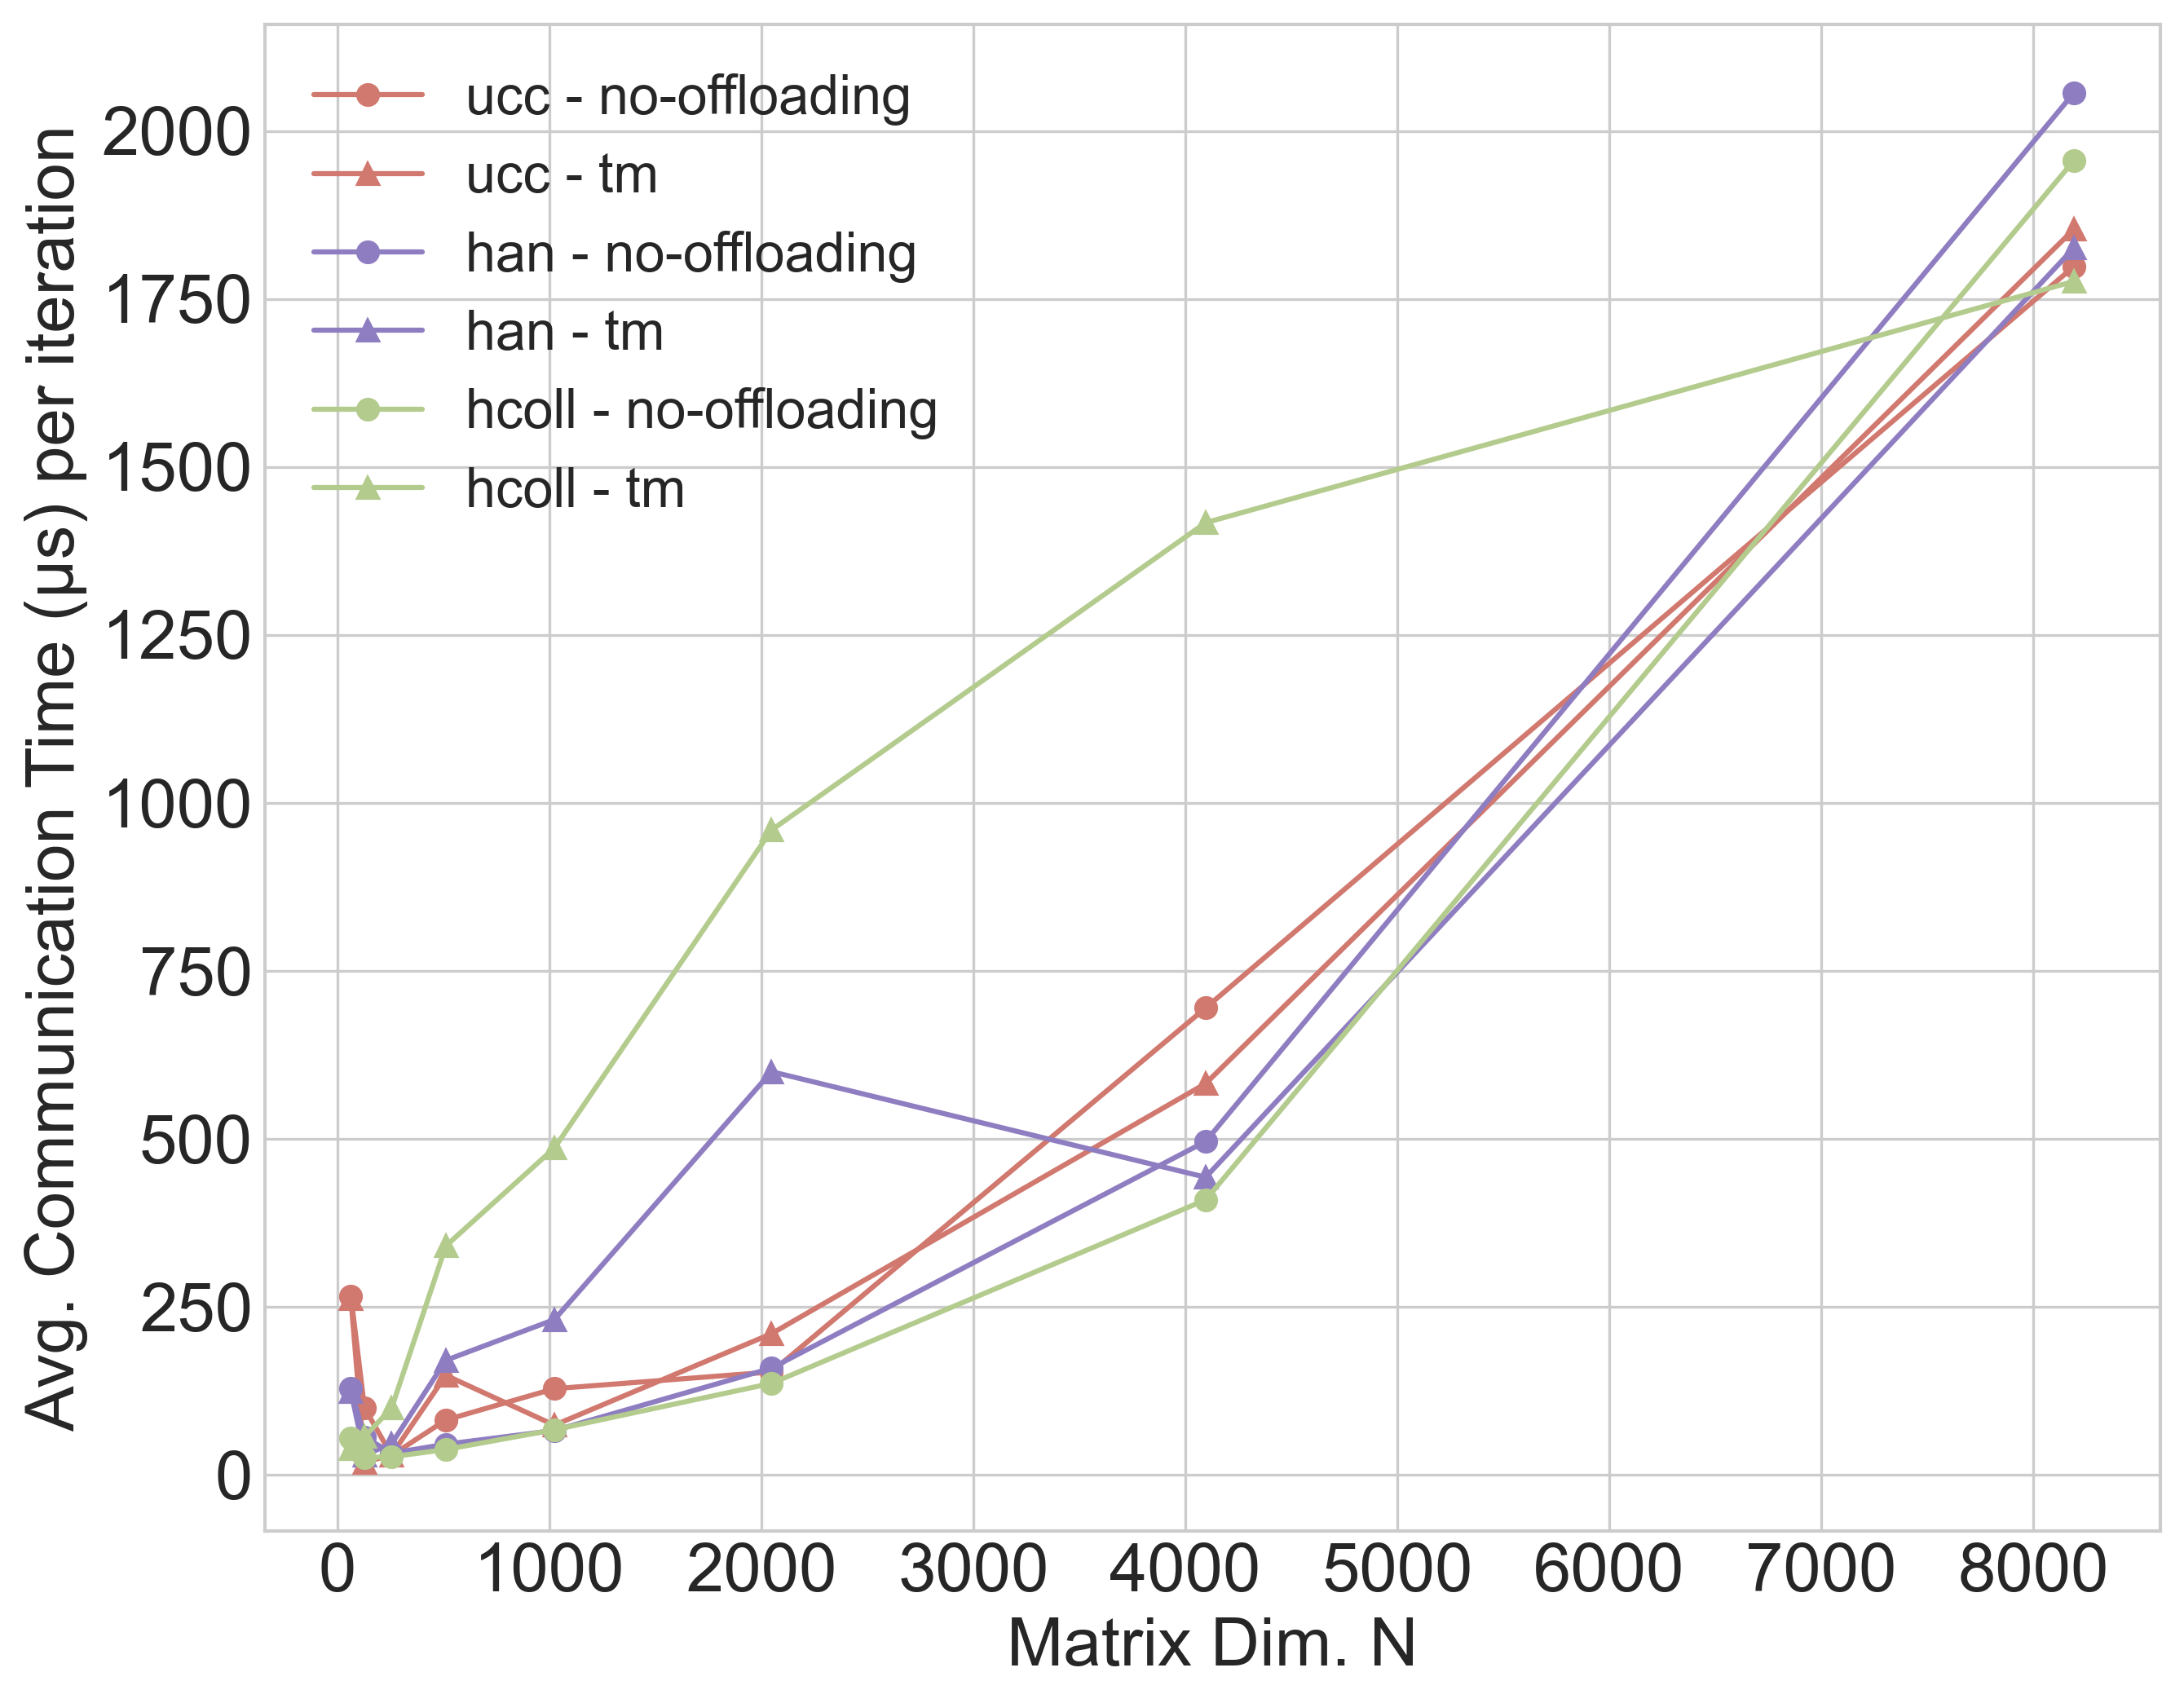 ucc - no-offloading
ucc - tm
han - no-offloading
han - tm
hcoll - no-offloading
hcoll - tm
Avg. Communication Time (μs) per iteration
2000
1750
1500
1250
1000
750
500
250
0
0 1000 2000 3000 4000 5000 6000 7000 8000
Matrix Dim. N